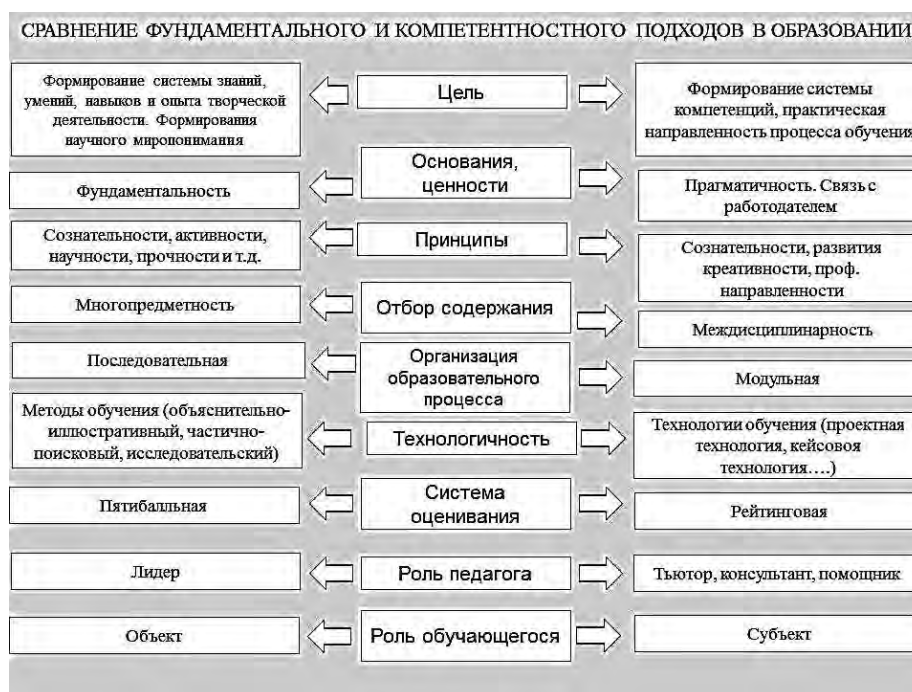 СРАВНЕНИЕ ФУНДАМЕНТАЛЬНОГО И КОМПЕТЕНТНОСТНОГО ПОДХОДОВ В ОБРАЗОВАНИИ
Формирование системы знаний,
умений, навыков и опыта творческой
деятельности. Формирования
научного миропонимания
Цель
Формирование системы
компетенций, практическая
направленность процесса обучения
Фундаментальность
Основания,
ценности
Прагматичность. Связь с
работодателем
Сознательности, активности,
научности, прочности и т.д.
Принципы
Сознательности, развития
креативности, проф.
направленности
Многопредметность
Отбор содержания
Междисциплинарность
Последовательная
Организация
образовательного
процесса
Модульная
Методы обучения (объяснительно-
иллюстративный, частично-
поисковый, исследовательский)
Технологичность
Технологии обучения (проектная
технология, кейсовая
технология….)
Пятибалльная
Система
оценивания
Рейтинговая
Лидер
Роль педагога
Тьютор, консультант, помощник
Объект
Роль обучающегося
Субъект